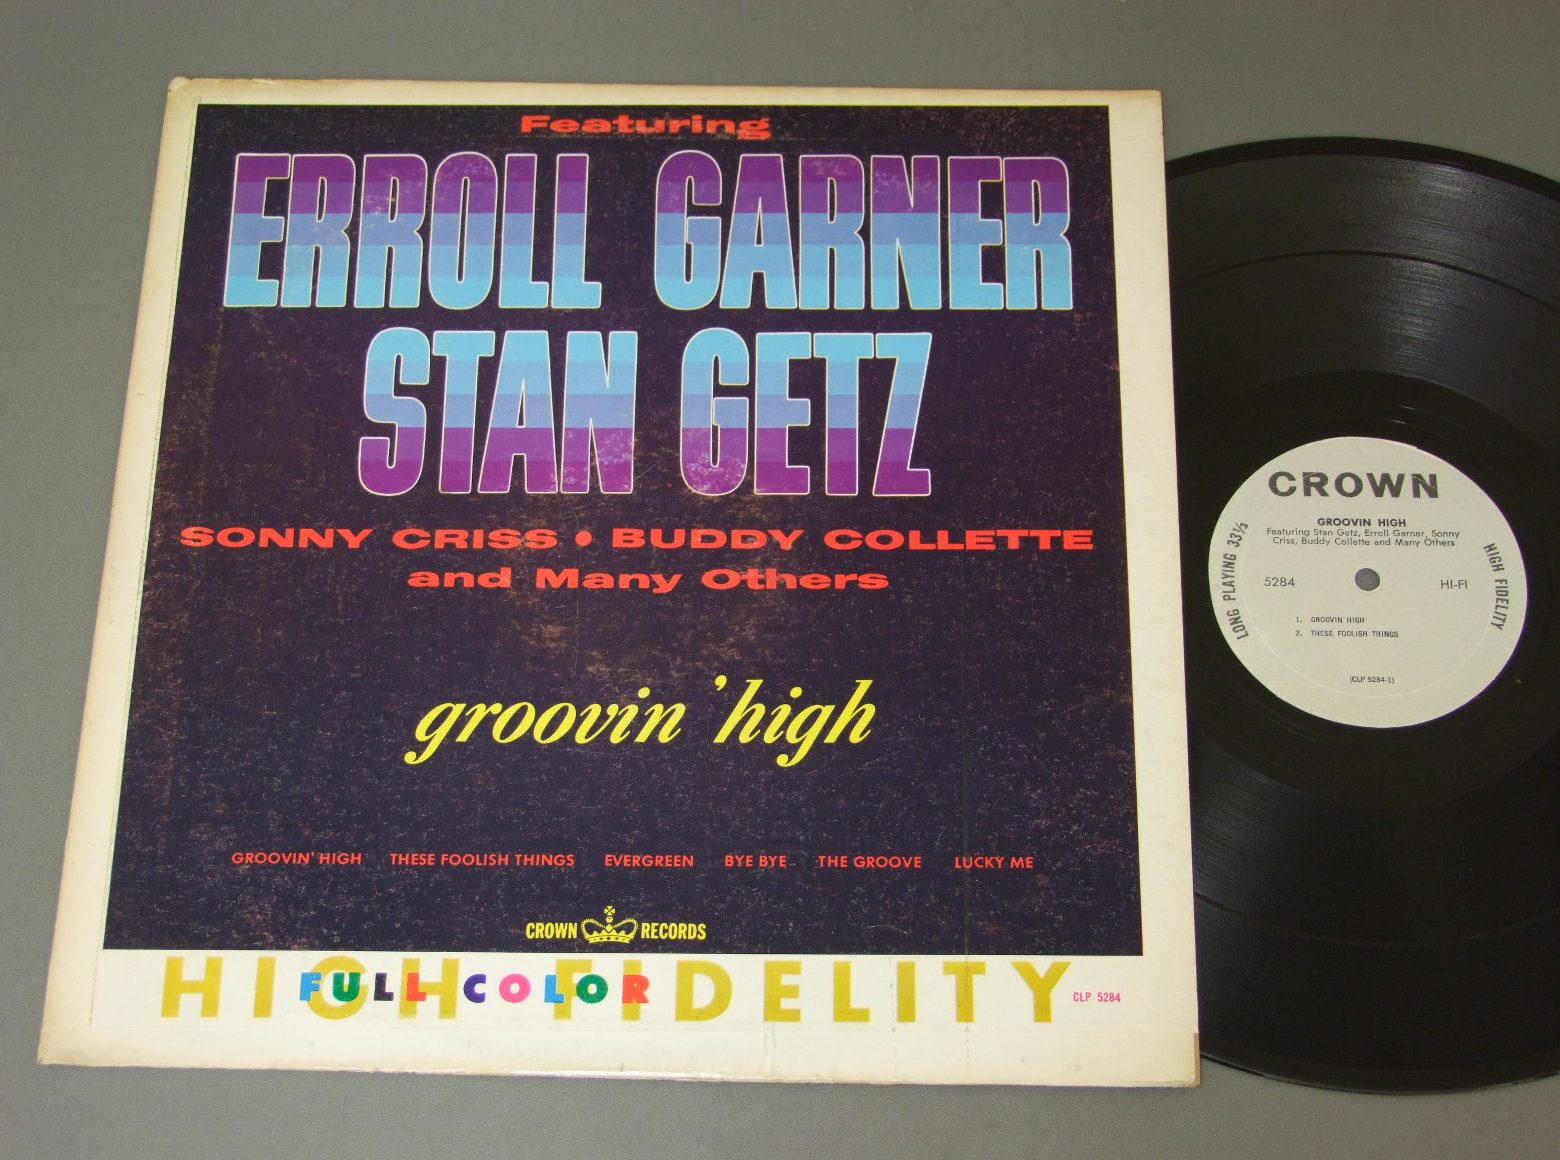 Featuring
ERROLL GARNER
STAN GETZ
SONNY CRISS • BUDDY COLLETTE
and Many Others
groovin 'high
GROOVIN' HIGH THESE FOOLISH THINGS EVERGREEN BYE BYE THE GROOVE LUCKY ME
CROWN RECORDS
HIGH FIDELITY
FULL COLOR
CLP 5284
CROWN
GROOVIN HIGH
Featuring Stan Getz, Erroll Garner, Sonny
Criss, Buddy Collette and Many Others
LONG PLAYING 33⅓
HIGH FIDELITY
5284 HI-FI
1. GROOVIN HIGH
2. THESE FOOLISH THINGS
(CLP 5284-1)